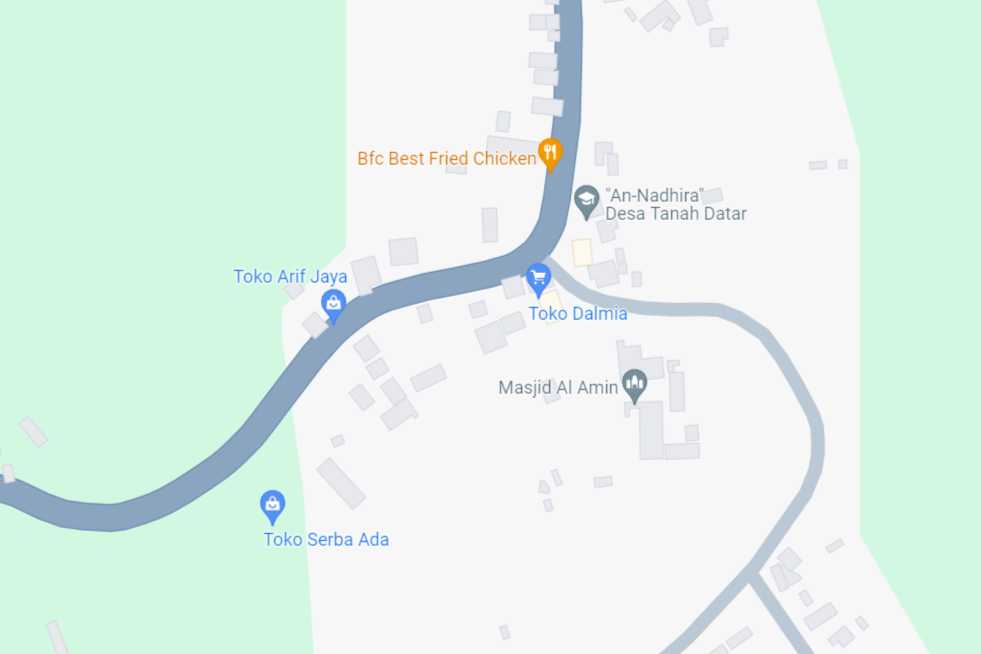 Bfc Best Fried Chicken
"An-Nadhira"
Desa Tanah Datar
Toko Arif Jaya
Toko Dalmia
Masjid Al Amin
Toko Serba Ada